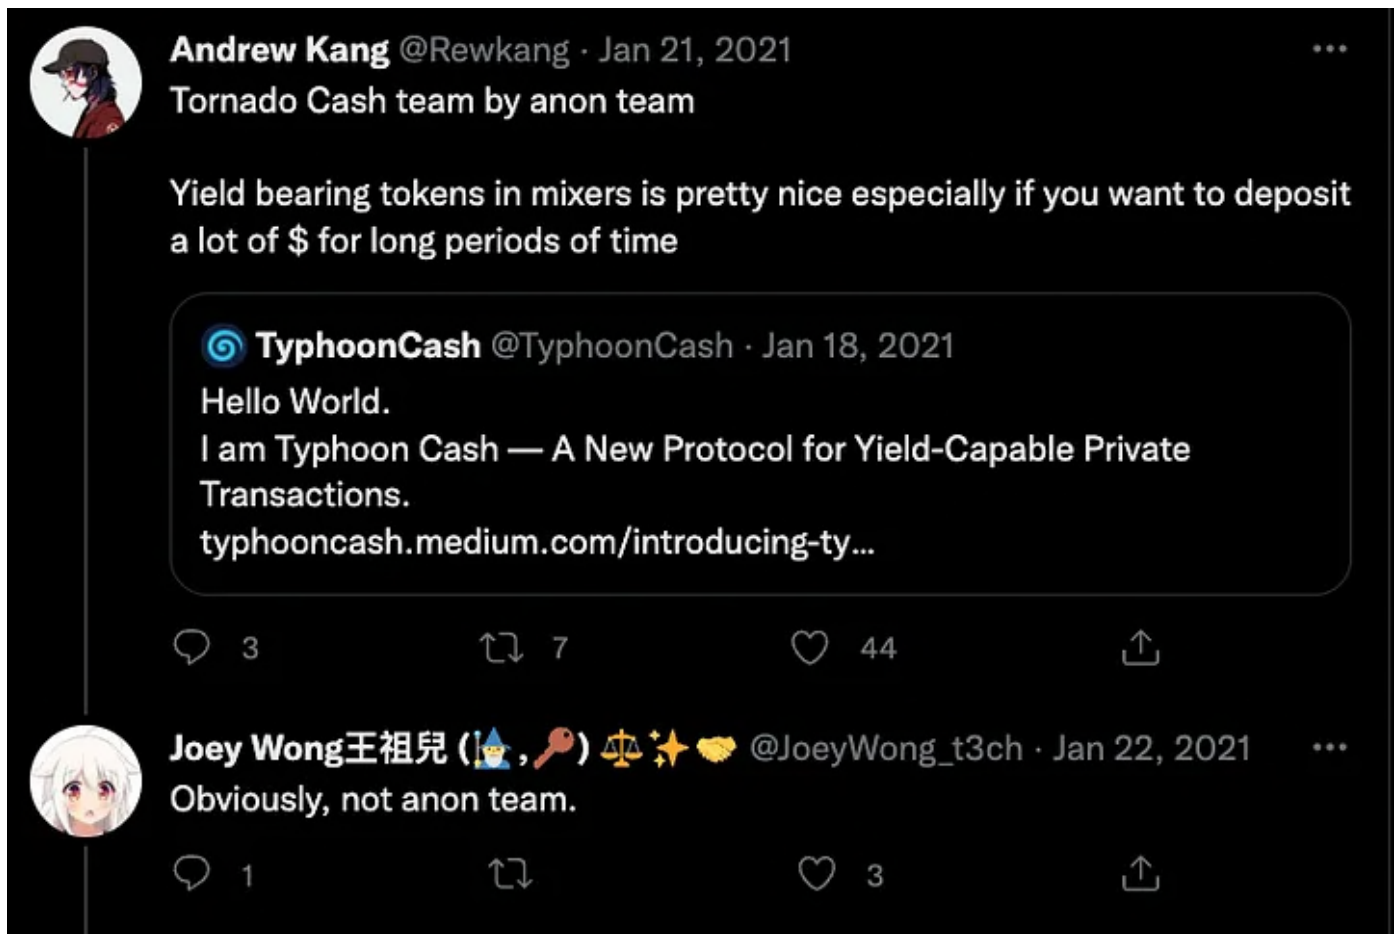 Andrew Kang @Rewkang · Jan 21, 2021
Tornado Cash team by anon team
Yield bearing tokens in mixers is pretty nice especially if you want to deposit
a lot of $ for long periods of time
TyphoonCash @TyphoonCash · Jan 18, 2021
Hello World.
I am Typhoon Cash — A New Protocol for Yield-Capable Private
Transactions.
typhooncash.medium.com/introducing-ty...
3 7 44
Joey Wong王祖兒 (🧙‍♂️,🗝️) ⚖️✨🤝 @JoeyWong_t3ch · Jan 22, 2021
Obviously, not anon team.
1 3